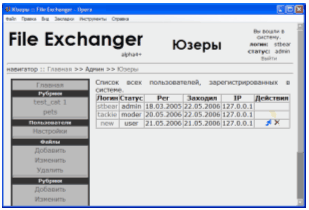 Юзеры :: File Exchanger - Opera
Файл Правка Вид Закладки Инструменты Справка
File Exchanger
alpha4+
Юзеры
Вы вошли в
систему.
логин: stbear
статус: admin
Выйти
навигатор :: Главная >> Админ >> Юзеры
Главная
Рубрики
test_cat 1
pets
Пользователи
Настройки
Файлы
Добавить
Изменить
Удалить
Рубрики
Добавить
Изменить
Список всех пользователей, зарегистрированных в
системе.
Логин Статус Рег Заходил IP Действия
stbear admin 18.03.2005 22.05.2006 127.0.0.1
tackie moder 20.05.2006 22.05.2006 127.0.0.1
new user 21.05.2006 21.05.2006 127.0.0.1